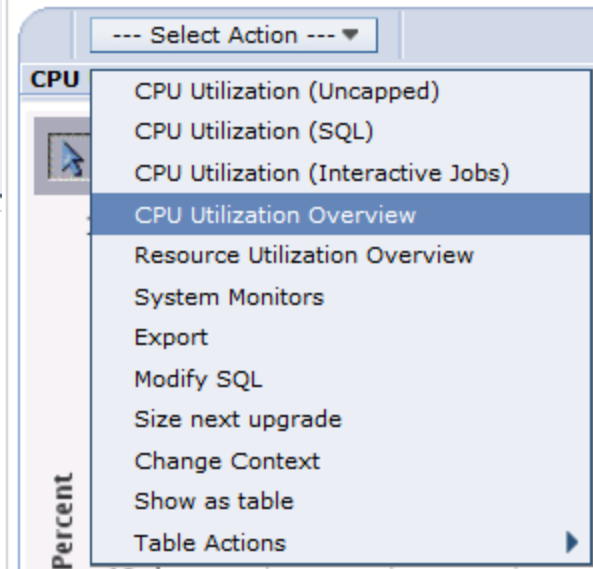 --- Select Action ---
CPU
CPU Utilization (Uncapped)
CPU Utilization (SQL)
CPU Utilization (Interactive Jobs)
CPU Utilization Overview
Resource Utilization Overview
System Monitors
Export
Modify SQL
Size next upgrade
Change Context
Show as table
Table Actions
Percent